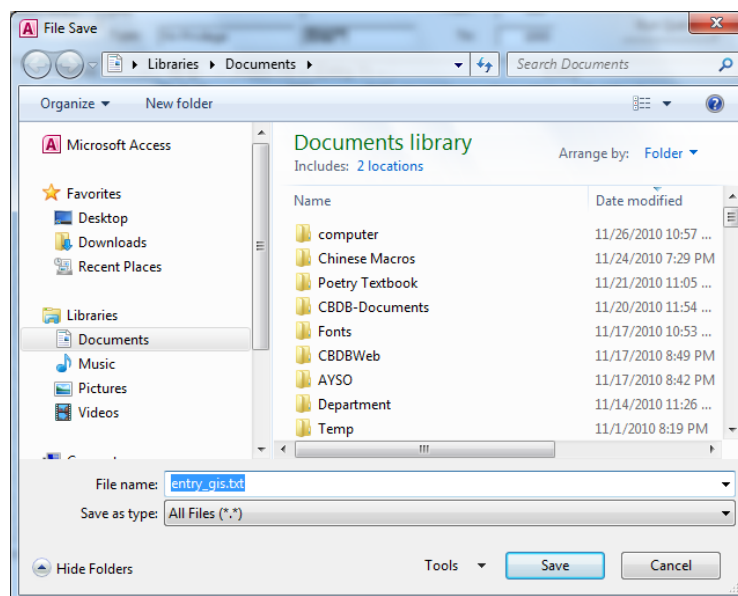 File Save
Libraries Documents
Search Documents
Organize New folder
Microsoft Access
Favorites
Desktop
Downloads
Recent Places
Libraries
Documents
Music
Pictures
Videos
Documents library
Includes: 2 locations
Arrange by: Folder
Name Date modified
computer 11/26/2010 10:57 ...
Chinese Macros 11/24/2010 7:29 PM
Poetry Textbook 11/21/2010 11:05 ...
CBDB-Documents 11/20/2010 11:54 ...
Fonts 11/17/2010 10:53 ...
CBDBWeb 11/17/2010 8:49 PM
AYSO 11/17/2010 8:42 PM
Department 11/14/2010 11:26 ...
Temp 11/1/2010 8:19 PM
File name: entry_gis.txt
Save as type: All Files (*.*)
Hide Folders
Tools Save Cancel